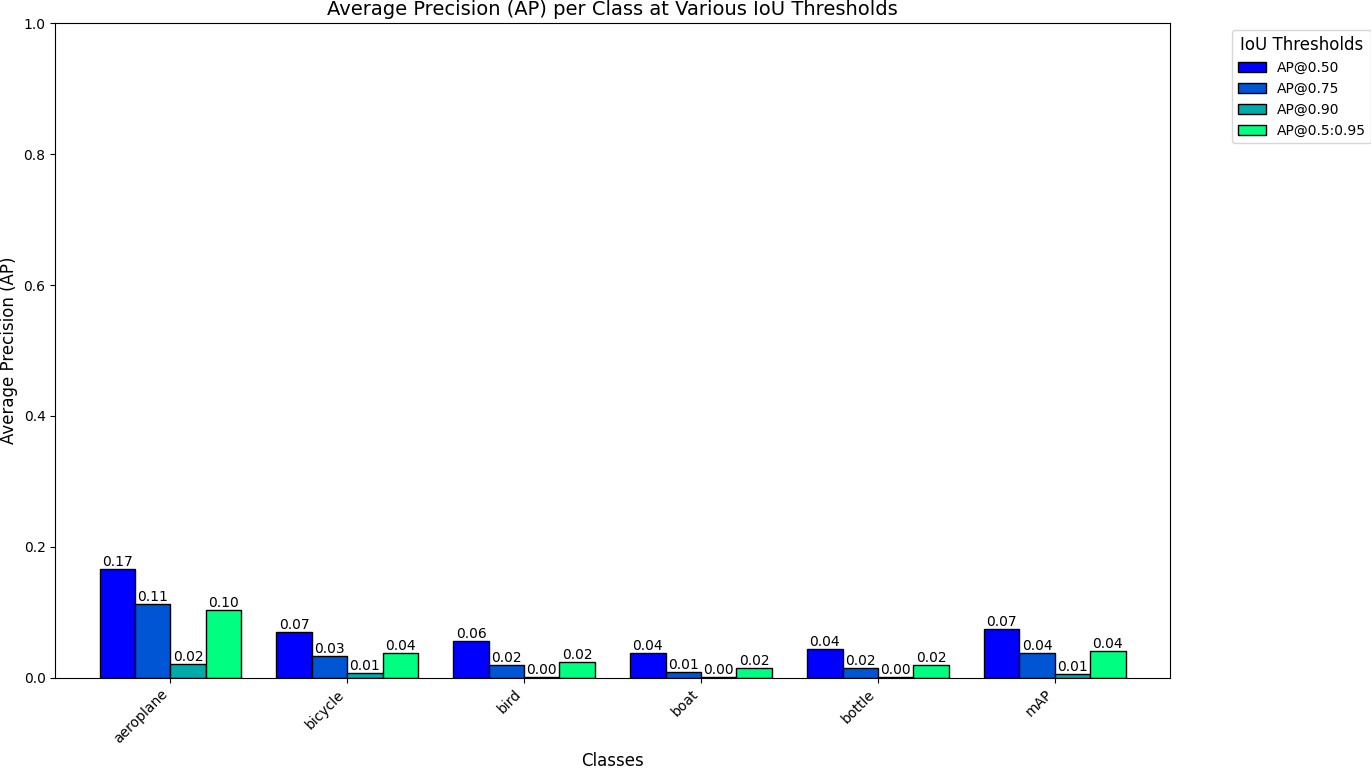 Average Precision (AP) per Class at Various IoU Thresholds
IoU Thresholds
AP@0.50
AP@0.75
AP@0.90
AP@0.5:0.95
Average Precision (AP)
1.0
0.8
0.6
0.4
0.2
0.0
0.17
0.11
0.02
0.10
0.07
0.03
0.01
0.04
0.06
0.02
0.00
0.02
0.04
0.01
0.00
0.02
0.04
0.02
0.00
0.02
0.07
0.04
0.01
0.04
aeroplane
bicycle
bird
boat
bottle
mAP
Classes